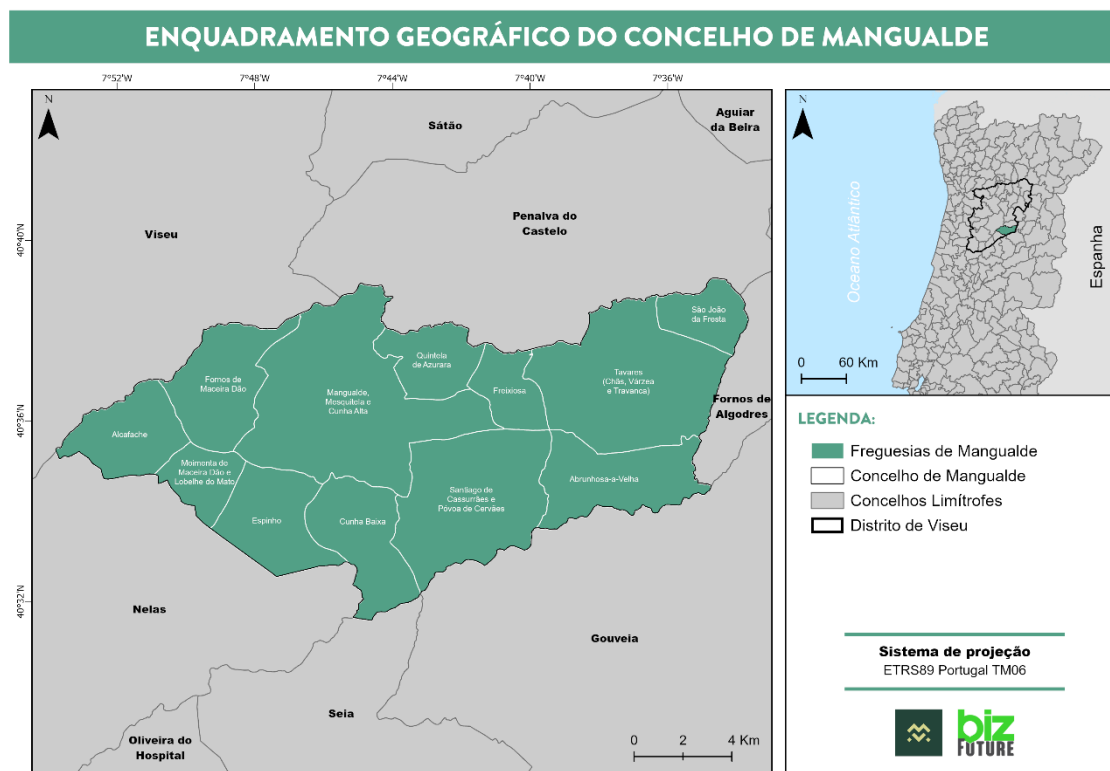 ENQUADRAMENTO GEOGRÁFICO DO CONCELHO DE MANGUALDE
7°52'W
7°48'W
7°44'W
7°40'W
7°36'W
40°40'N
40°36'N
40°32'N
N
Sátão
Aguiar
da Beira
Viseu
Penalva do
Castelo
São João
da Fresta
Quintela
de Azurara
Fornos de
Maceira Dão
Freixiosa
Tavares
(Chãs, Várzea
e Travanca)
Mangualde,
Mesquitela e
Cunha Alta
Fornos de
Algodres
Alcafache
Moimenta do
Maceira Dão e
Lobelhe do Mato
Abrunhosa-a-Velha
Santiago de
Cassurrães e
Póvoa de Cervães
Espinho
Cunha Baixa
Nelas
Gouveia
Seia
Oliveira do
Hospital
0 2 4 Km
N
Oceano Atlântico
Espanha
0 60 Km
LEGENDA:
Freguesias de Mangualde
Concelho de Mangualde
Concelhos Limítrofes
Distrito de Viseu
Sistema de projeção
ETRS89 Portugal TM06
biz
FUTURE